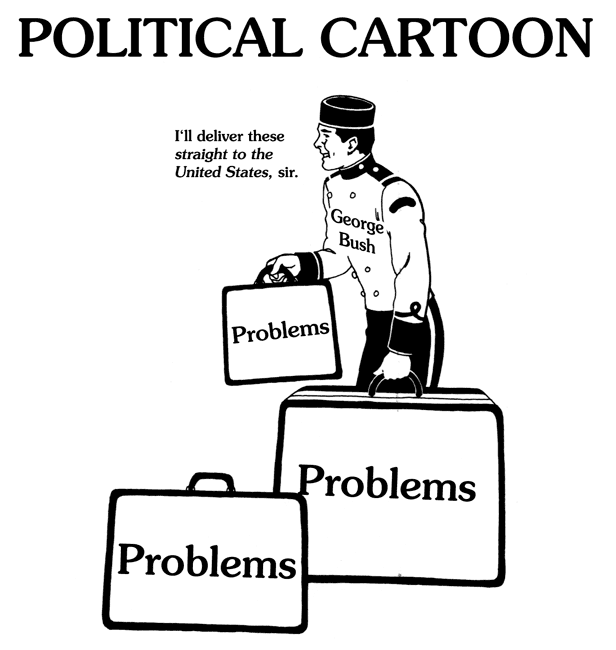 POLITICAL CARTOON
I'll deliver these
straight to the
United States, sir.
George
Bush
Problems
Problems
Problems